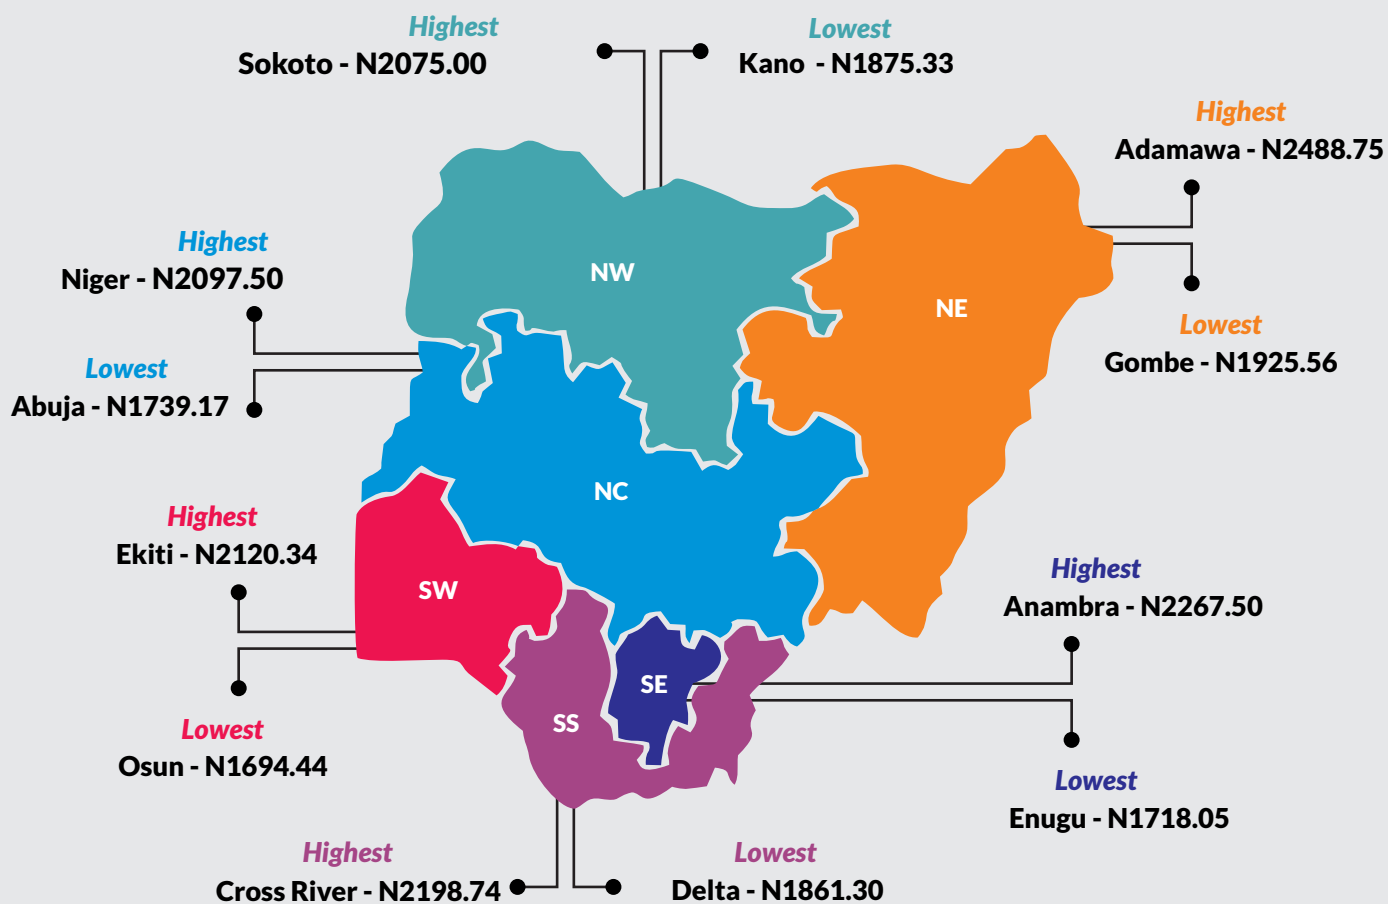 Highest
Sokoto - N2075.00
Lowest
Kano - N1875.33
Highest
Adamawa - N2488.75
Lowest
Gombe - N1925.56
Highest
Niger - N2097.50
Lowest
Abuja - N1739.17
NW
NE
NC
SW
SE
SS
Highest
Ekiti - N2120.34
Lowest
Osun - N1694.44
Highest
Anambra - N2267.50
Lowest
Enugu - N1718.05
Highest
Cross River - N2198.74
Lowest
Delta - N1861.30